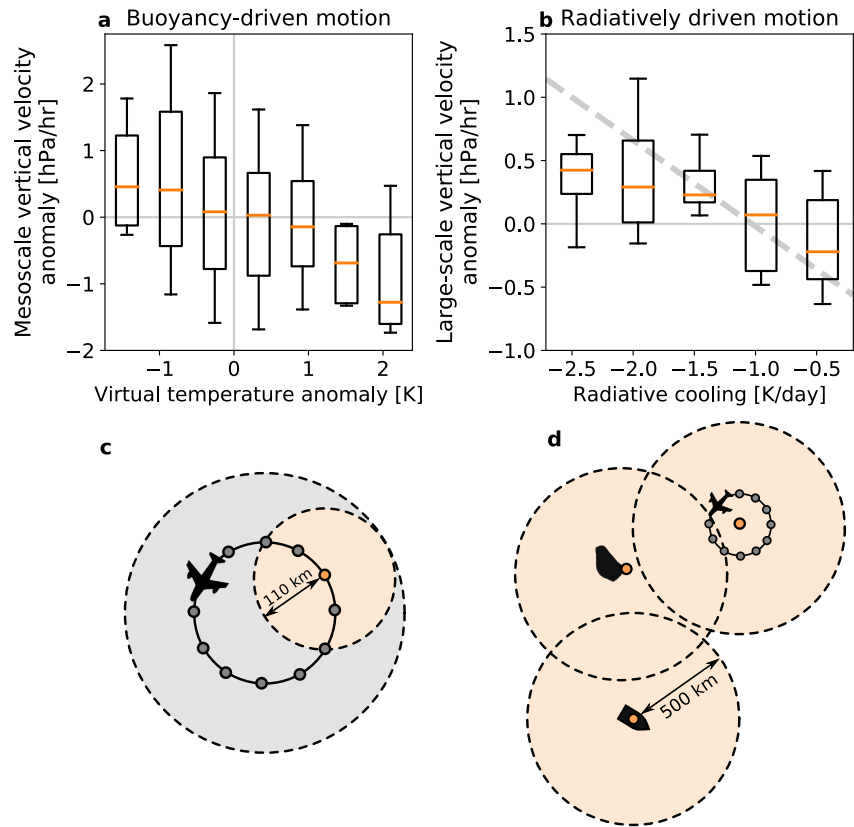 a Buoyancy-driven motion
Mesoscale vertical velocity
anomaly [hPa/hr]
2
1
0
−1
−2
−1
0
1
2
Virtual temperature anomaly [K]
b Radiatively driven motion
Large-scale vertical velocity
anomaly [hPa/hr]
1.5
1.0
0.5
0.0
−0.5
−1.0
−2.5
−2.0
−1.5
−1.0
−0.5
Radiative cooling [K/day]
c
110 km
d
500 km